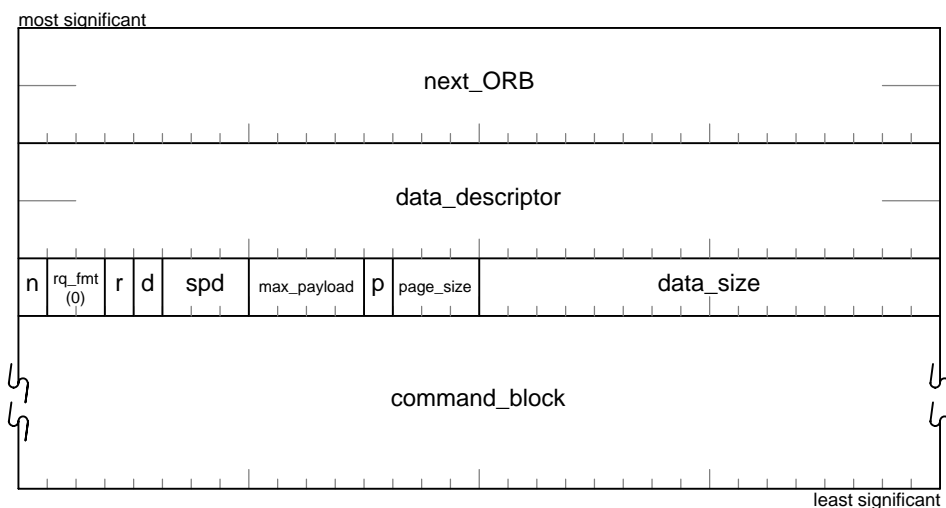 most significant
next_ORB
data_descriptor
n rq_fmt (0) r d spd max_payload p page_size data_size
command_block
least significant